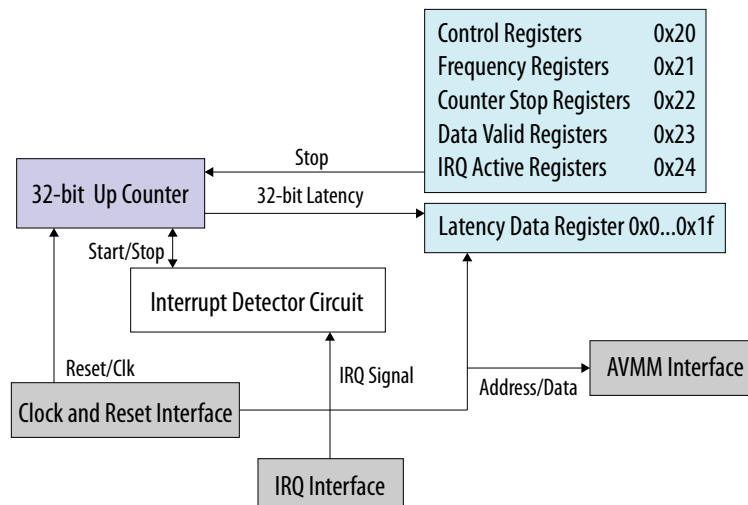 Control Registers 0x20
Frequency Registers 0x21
Counter Stop Registers 0x22
Data Valid Registers 0x23
IRQ Active Registers 0x24
Stop
32-bit Up Counter
32-bit Latency
Latency Data Register 0x0...0x1f
Start/Stop
Interrupt Detector Circuit
Reset/Clk
IRQ Signal
AVMM Interface
Address/Data
Clock and Reset Interface
IRQ Interface